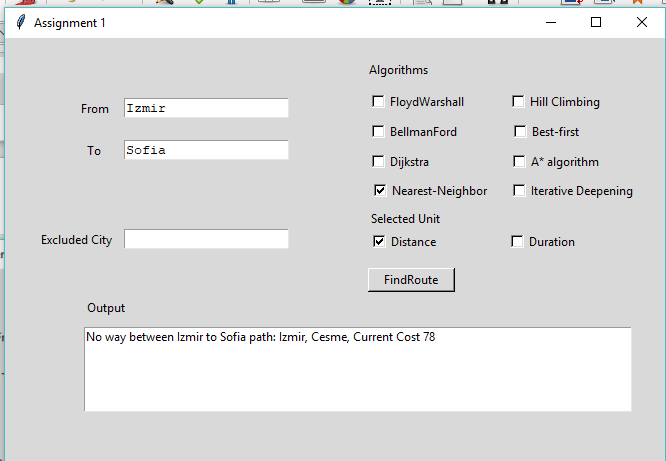 Assignment 1
Algorithms
From Izmir
FloydWarshall Hill Climbing
BellmanFord Best-first
To Sofia
Dijkstra A* algorithm
Nearest-Neighbor Iterative Deepening
Selected Unit
Excluded City
Distance Duration
FindRoute
Output
No way between Izmir to Sofia path: Izmir, Cesme, Current Cost 78